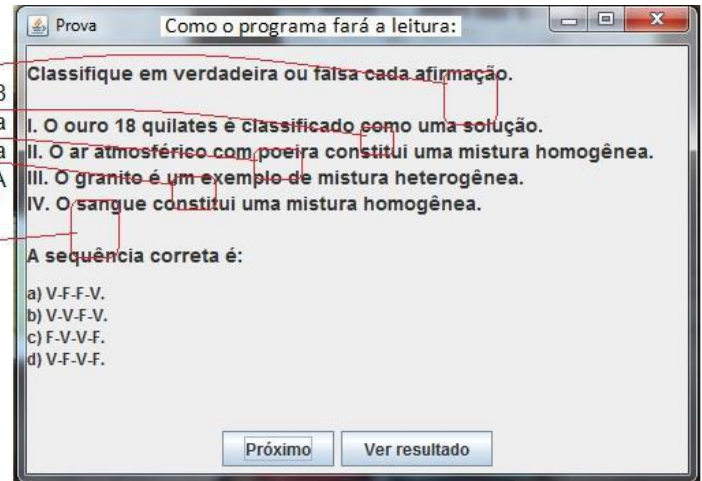 Prova
Como o programa fará a leitura:
Classifique em verdadeira ou falsa cada afirmação.
I. O ouro 18 quilates é classificado como uma solução.
II. O ar atmosférico com poeira constitui uma mistura homogênea.
III. O granito é um exemplo de mistura heterogênea.
IV. O sangue constitui uma mistura homogênea.
A sequência correta é:
a) V-F-F-V.
b) V-V-F-V.
c) F-V-V-F.
d) V-F-V-F.
Próximo
Ver resultado